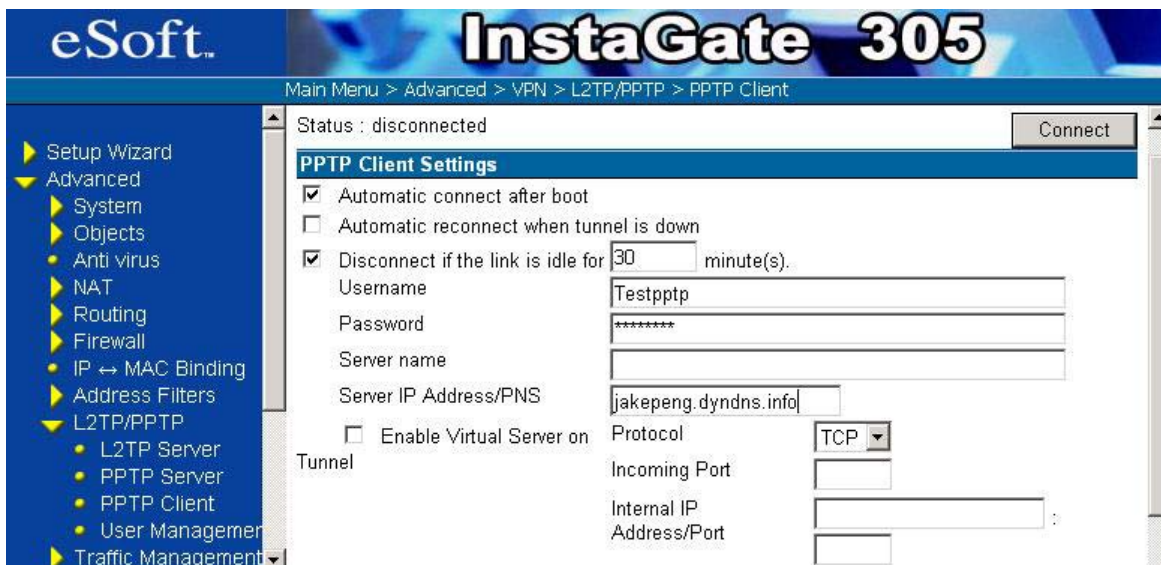 eSoft™
InstaGate 305
Main Menu > Advanced > VPN > L2TP/PPTP > PPTP Client
Setup Wizard
Advanced
System
Objects
Anti virus
NAT
Routing
Firewall
IP ↔ MAC Binding
Address Filters
L2TP/PPTP
L2TP Server
PPTP Server
PPTP Client
User Managemer
Traffic Management
Status : disconnected
Connect
PPTP Client Settings
Automatic connect after boot
Automatic reconnect when tunnel is down
Disconnect if the link is idle for 30 minute(s).
Username Testpptp
Password ********
Server name
Server IP Address/PNS jakepeng.dyndns.info
Enable Virtual Server on
Tunnel
Protocol TCP
Incoming Port
Internal IP
Address/Port :